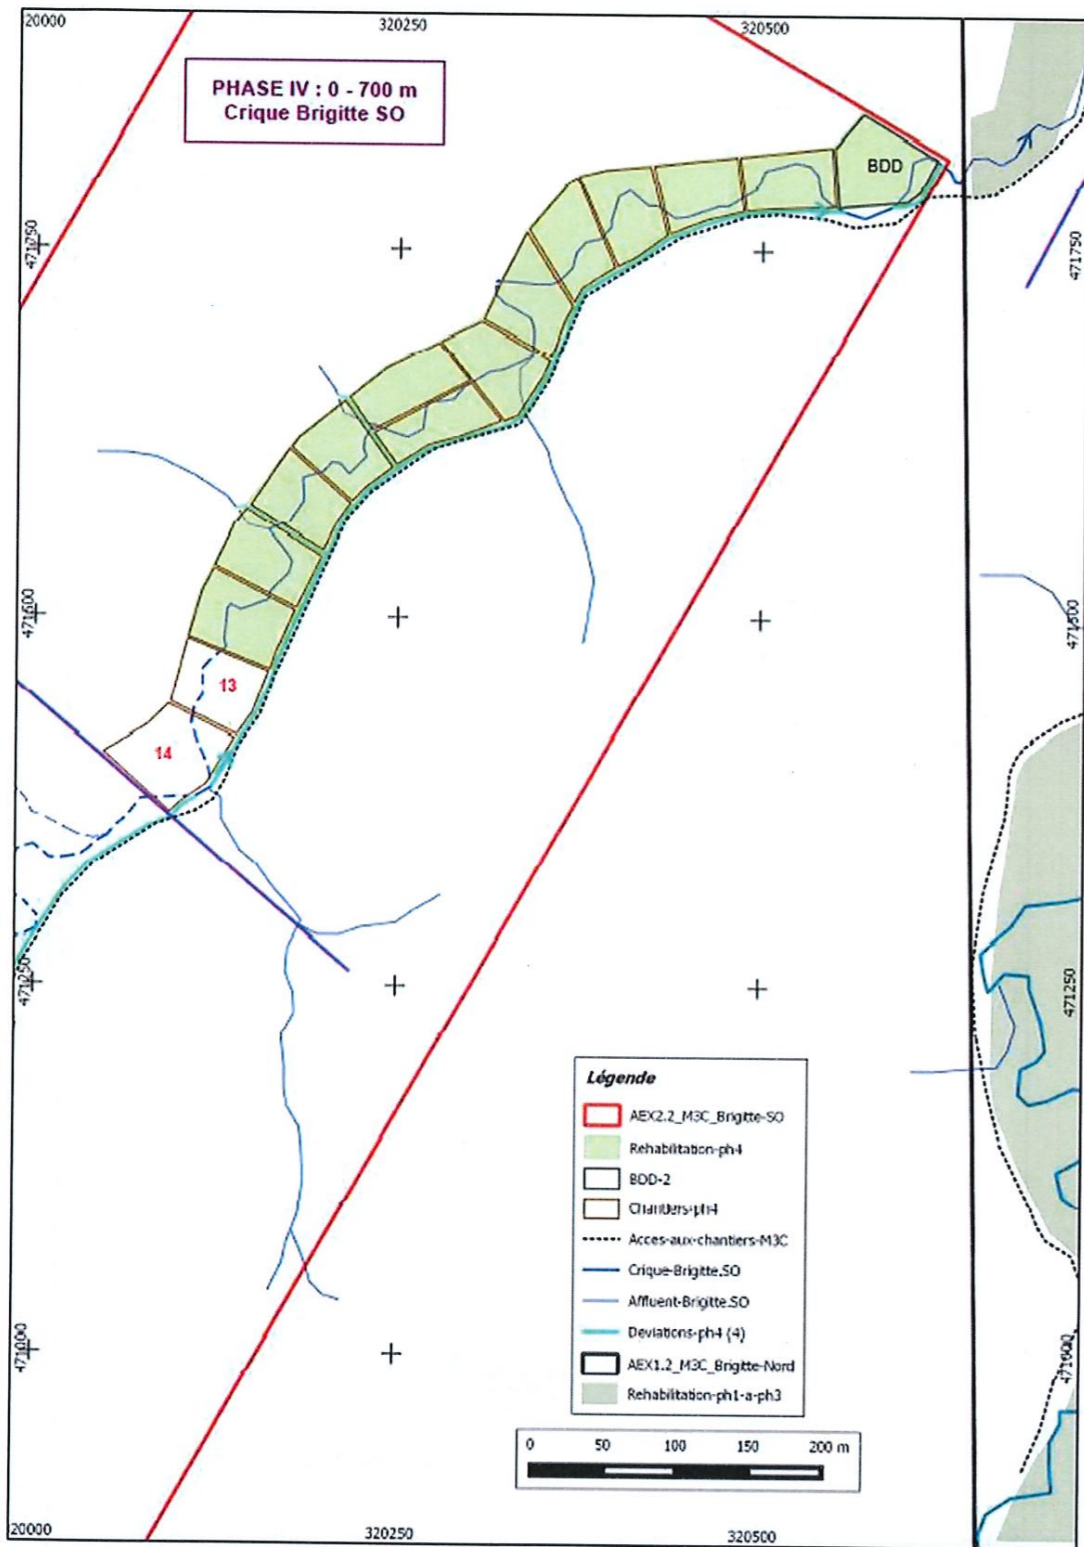 20000
320250
320500
PHASE IV : 0 - 700 m
Crique Brigitte SO
BDD
471750
471750
471500
471500
13
14
471250
471250
Légende
AEX2.2_M3C_Brigitte-SO
Rehabilitation-ph4
BDD-2
Chantiers-ph4
Acces-aux-chantiers-M3C
Crique-Brigitte.SO
Affluent-Brigitte.SO
Deviations-ph4 (4)
AEX1.2_M3C_Brigitte-Nord
Rehabilitation-ph1-a-ph3
471000
471000
0 50 100 150 200 m
20000
320250
320500